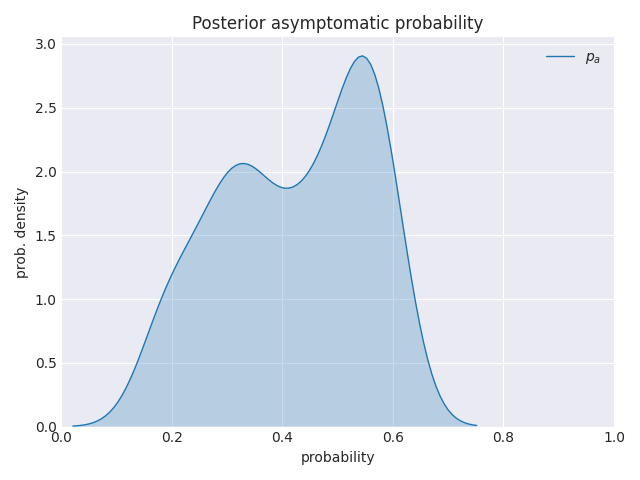 Posterior asymptomatic probability
3.0
2.5
2.0
1.5
1.0
0.5
0.0
prob. density
pₐ
0.0 0.2 0.4 0.6 0.8 1.0
probability